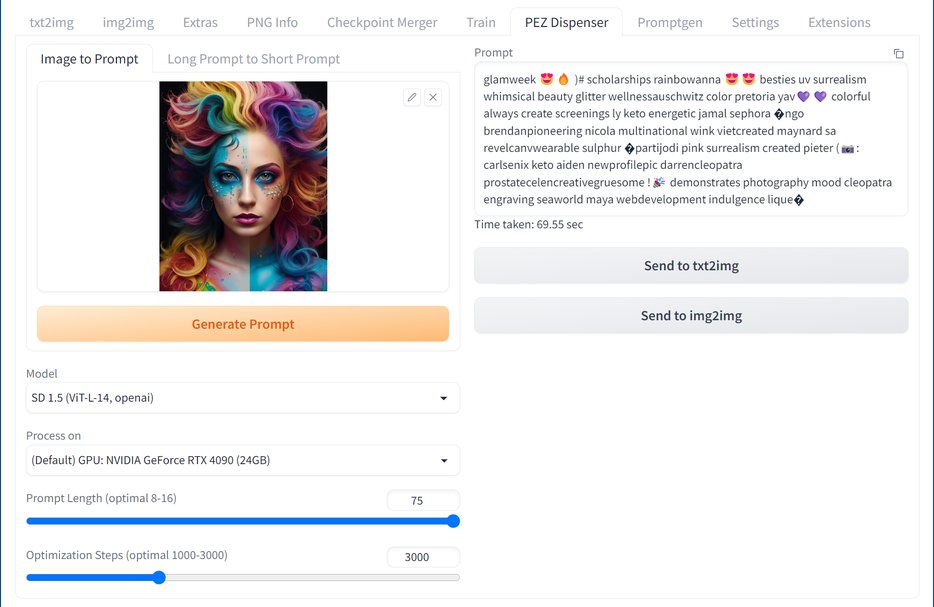 txt2img img2img Extras PNG Info Checkpoint Merger Train PEZ Dispenser Promptgen Settings Extensions
Image to Prompt Long Prompt to Short Prompt
Generate Prompt
Model
SD 1.5 (ViT-L-14, openai)
Process on
(Default) GPU: NVIDIA GeForce RTX 4090 (24GB)
Prompt Length (optimal 8-16)
75
Optimization Steps (optimal 1000-3000)
3000
Prompt
glamweek 😍 🔥 )# scholarships rainbowanna 😍 😍 besties uv surrealism
whimsical beauty glitter wellnessauschwitz color pretoria yav💜 💜 colorful
always create screenings ly keto energetic jamal sephora �ngo
brendanpioneering nicola multinational wink vietcreated maynard sa
revelcanvwearable sulphur �partijodi pink surrealism created pieter ( 📷 :
carlsenix keto aiden newprofilepic darrencleopatra
prostatecelencreativegruesome ! 🎉 demonstrates photography mood cleopatra
engraving seaworld maya webdevelopment indulgence lique�
Time taken: 69.55 sec
Send to txt2img
Send to img2img